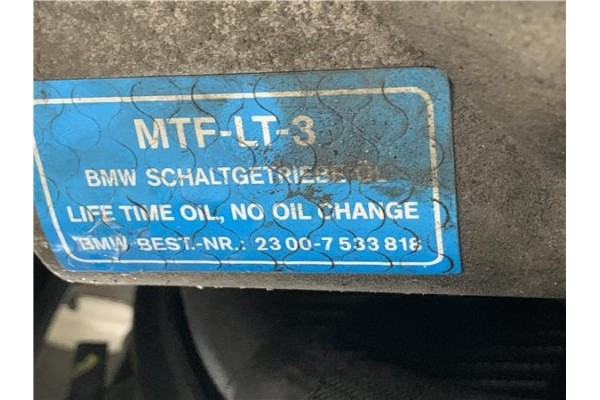 MTF-LT-3
BMW SCHALTGETRIEBEÖL
LIFE TIME OIL, NO OIL CHANGE
BMW BEST.-NR.: 23 00-7 533 818